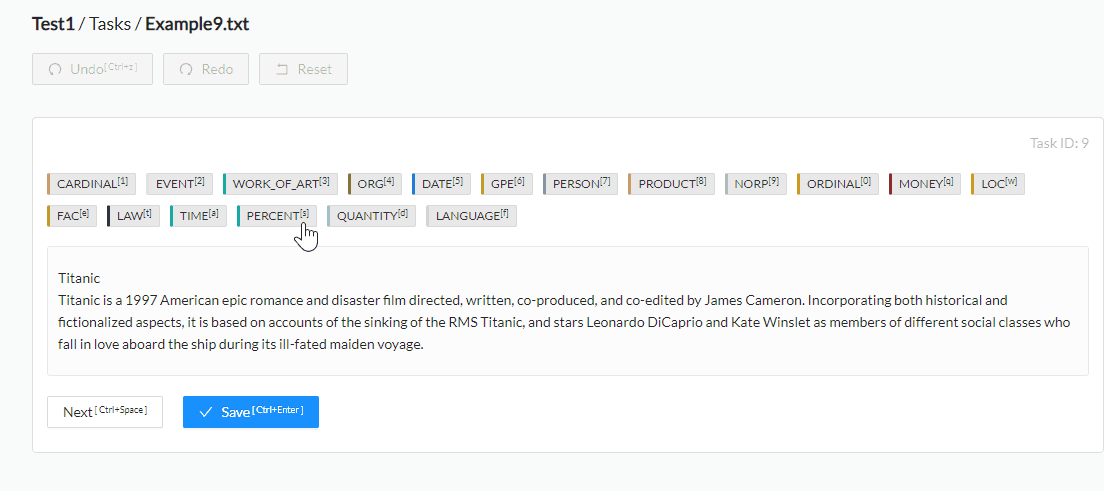 Test1 / Tasks / Example9.txt
Undo[Ctrl+z] Redo Reset
Task ID: 9
CARDINAL[1] EVENT[2] WORK_OF_ART[3] ORG[4] DATE[5] GPE[6] PERSON[7] PRODUCT[8] NORP[9] ORDINAL[0] MONEY[q] LOC[w]
FAC[e] LAW[t] TIME[a] PERCENT[s] QUANTITY[d] LANGUAGE[f]
Titanic
Titanic is a 1997 American epic romance and disaster film directed, written, co-produced, and co-edited by James Cameron. Incorporating both historical and
fictionalized aspects, it is based on accounts of the sinking of the RMS Titanic, and stars Leonardo DiCaprio and Kate Winslet as members of different social classes who
fall in love aboard the ship during its ill-fated maiden voyage.
Next[ Ctrl+Space ] Save[ Ctrl+Enter ]